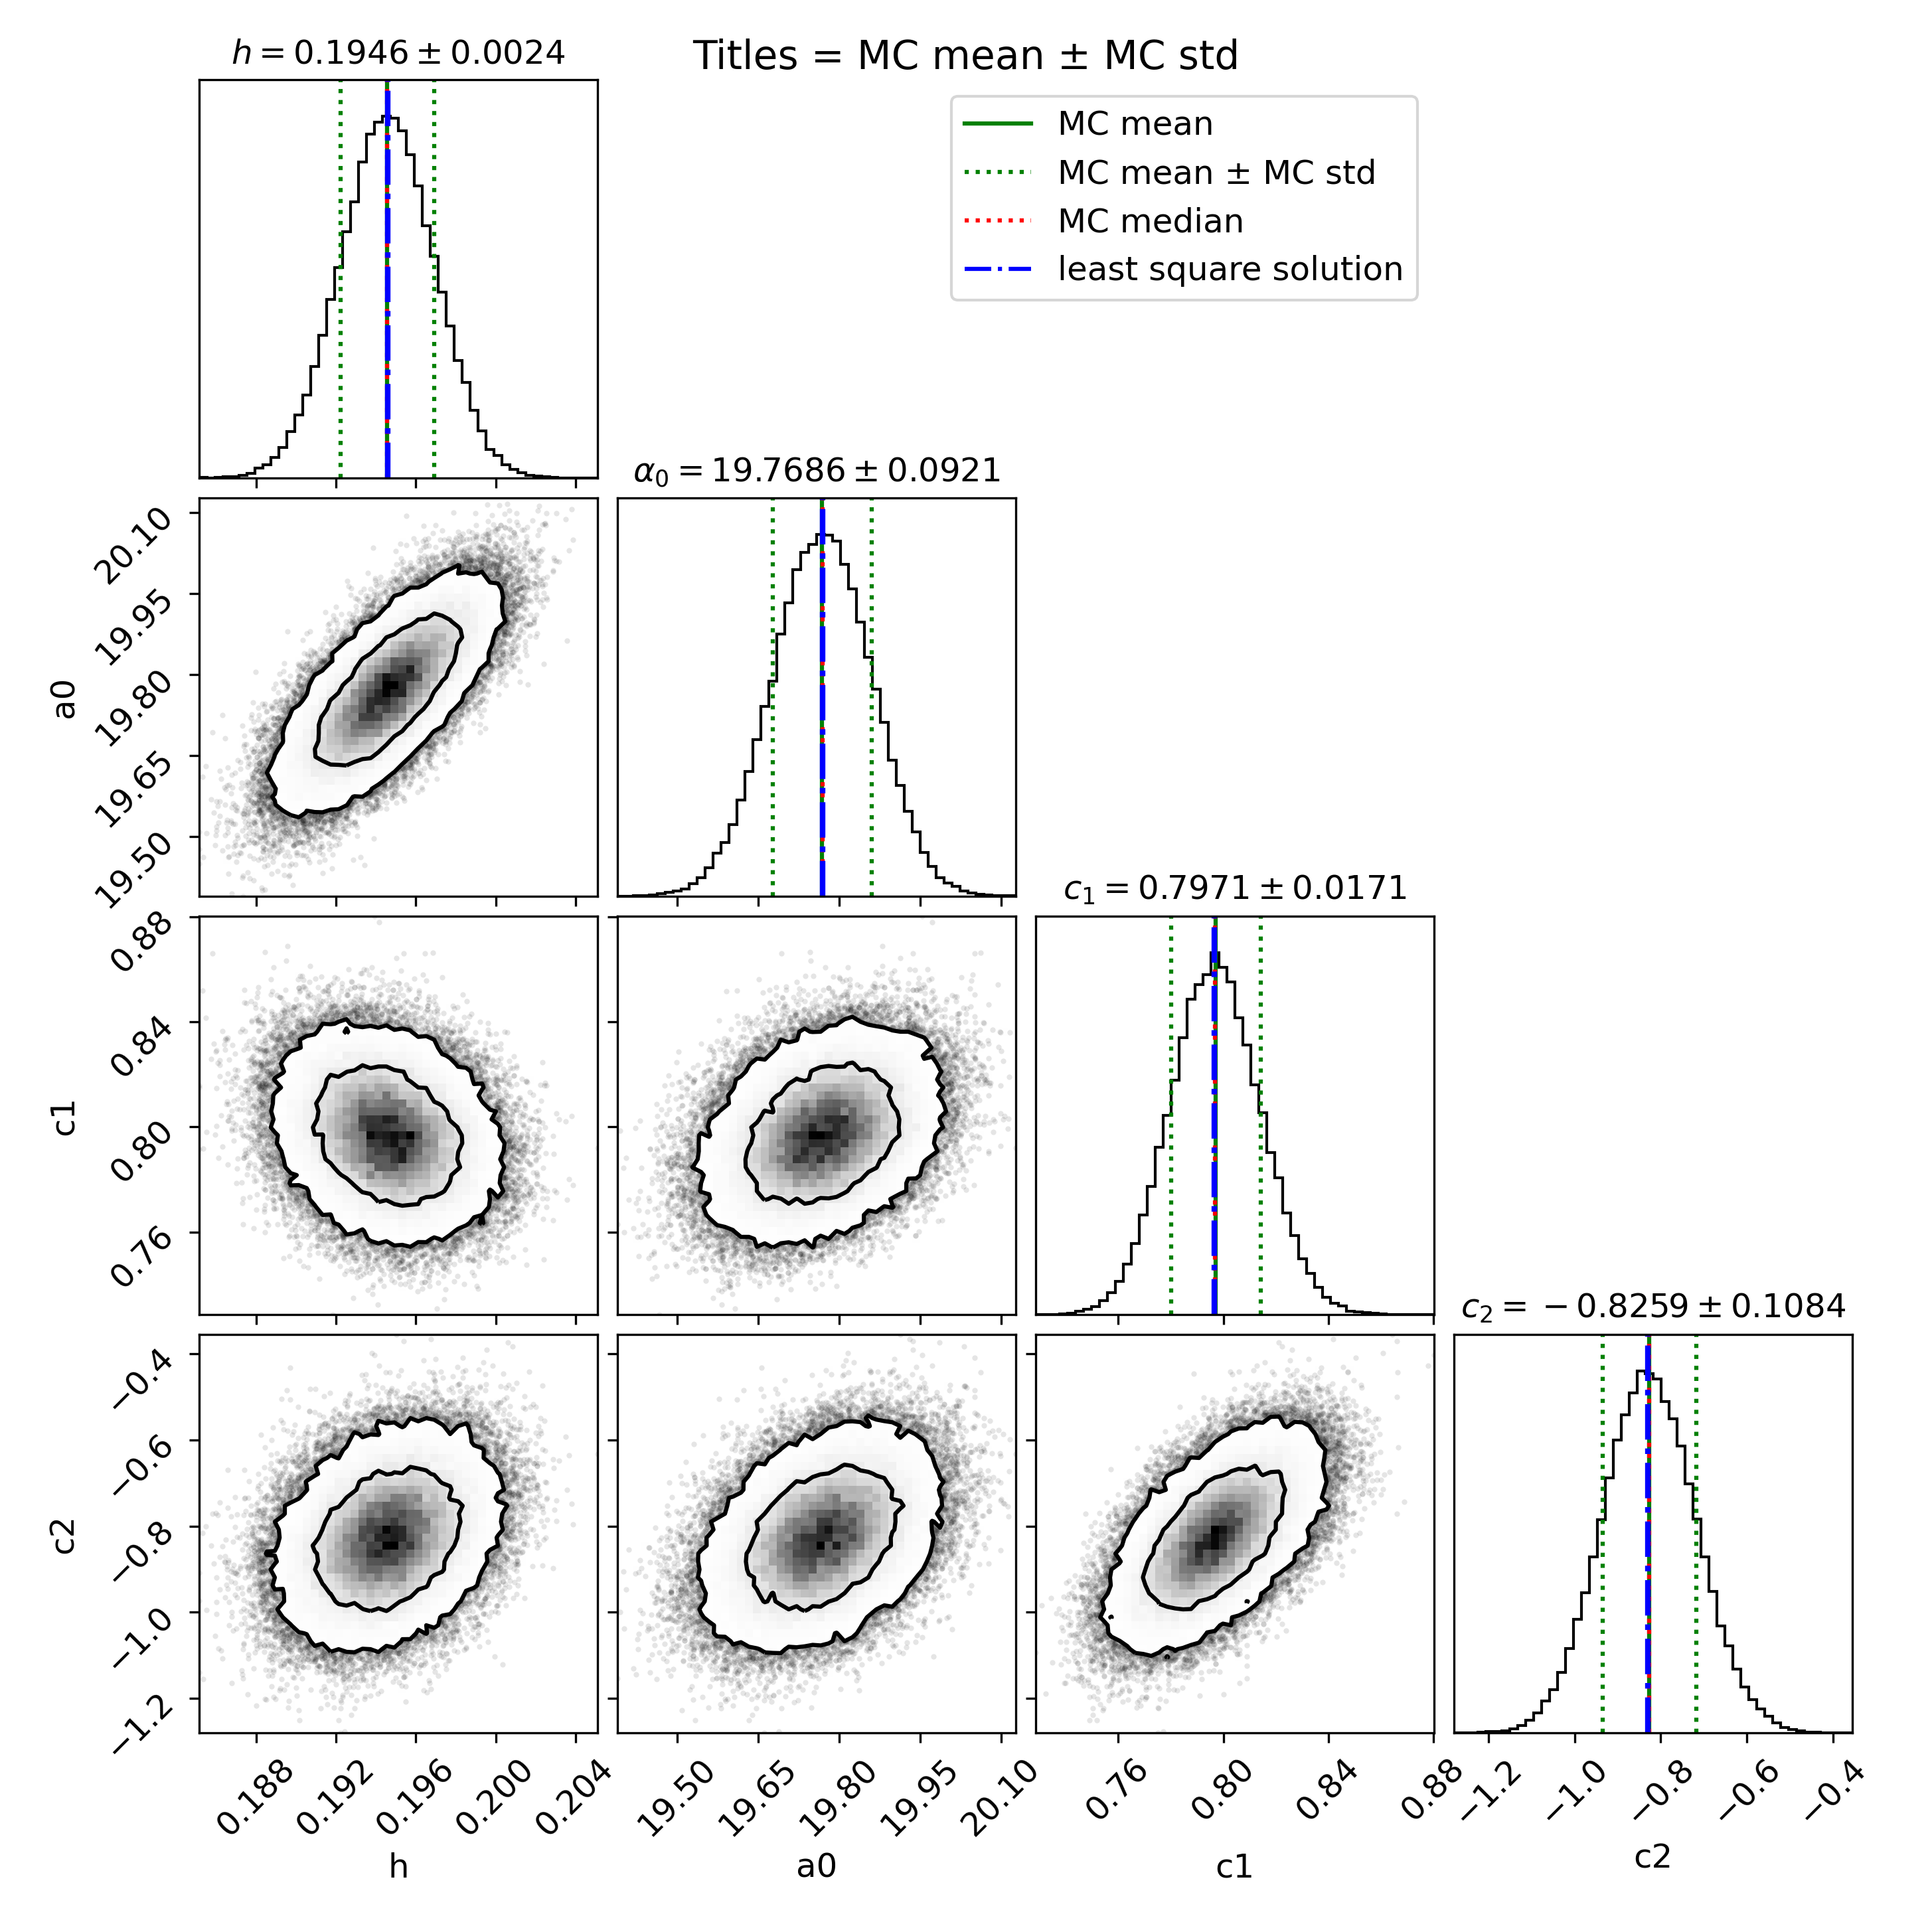 h = 0.1946 ± 0.0024
Titles = MC mean ± MC std
MC mean
MC mean ± MC std
MC median
least square solution
α₀ = 19.7686 ± 0.0921
20.10
19.95
19.80
19.65
19.50
a0
c₁ = 0.7971 ± 0.0171
0.88
0.84
0.80
0.76
c1
c₂ = −0.8259 ± 0.1084
−0.4
−0.6
−0.8
−1.0
−1.2
c2
0.188 0.192 0.196 0.200 0.204
19.50 19.65 19.80 19.95 20.10
0.76 0.80 0.84 0.88
−1.2 −1.0 −0.8 −0.6 −0.4
h
a0
c1
c2